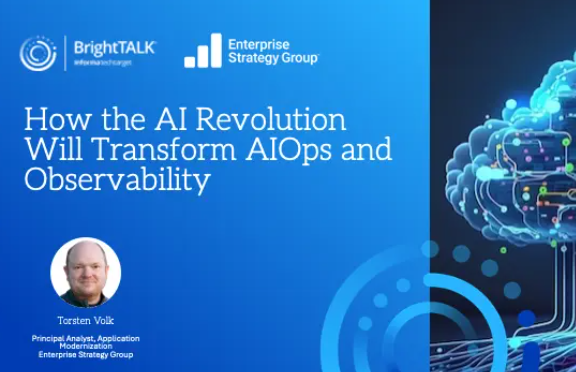 BrightTALK
informa techtarget
Enterprise
Strategy Group
How the AI Revolution
Will Transform AIOps and
Observability
Torsten Volk
Principal Analyst, Application
Modernization
Enterprise Strategy Group